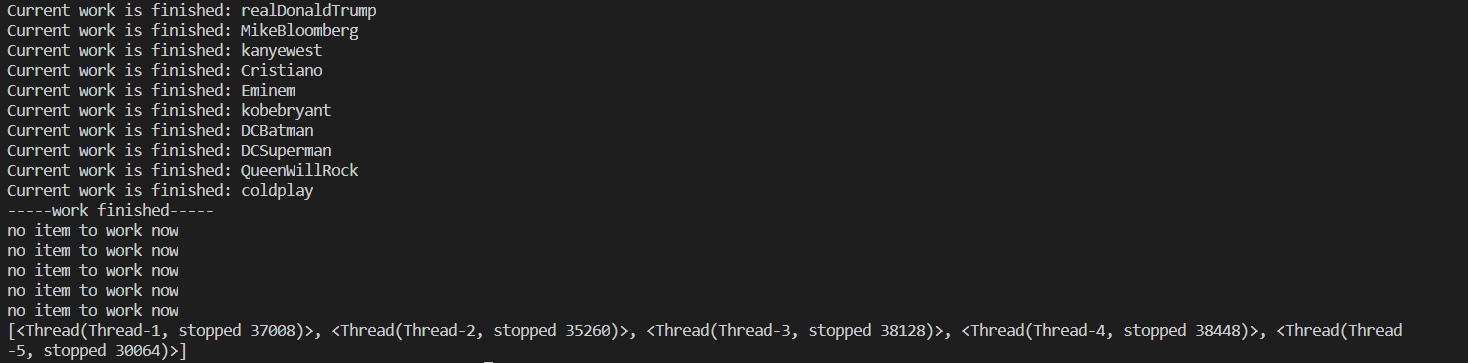 Current work is finished: realDonaldTrump
Current work is finished: MikeBloomberg
Current work is finished: kanyewest
Current work is finished: Cristiano
Current work is finished: Eminem
Current work is finished: kobebryant
Current work is finished: DCBatman
Current work is finished: DCSuperman
Current work is finished: QueenWillRock
Current work is finished: coldplay
-----work finished-----
no item to work now
no item to work now
no item to work now
no item to work now
no item to work now
[<Thread(Thread-1, stopped 37008)>, <Thread(Thread-2, stopped 35260)>, <Thread(Thread-3, stopped 38128)>, <Thread(Thread-4, stopped 38448)>, <Thread(Thread
-5, stopped 30064)>]